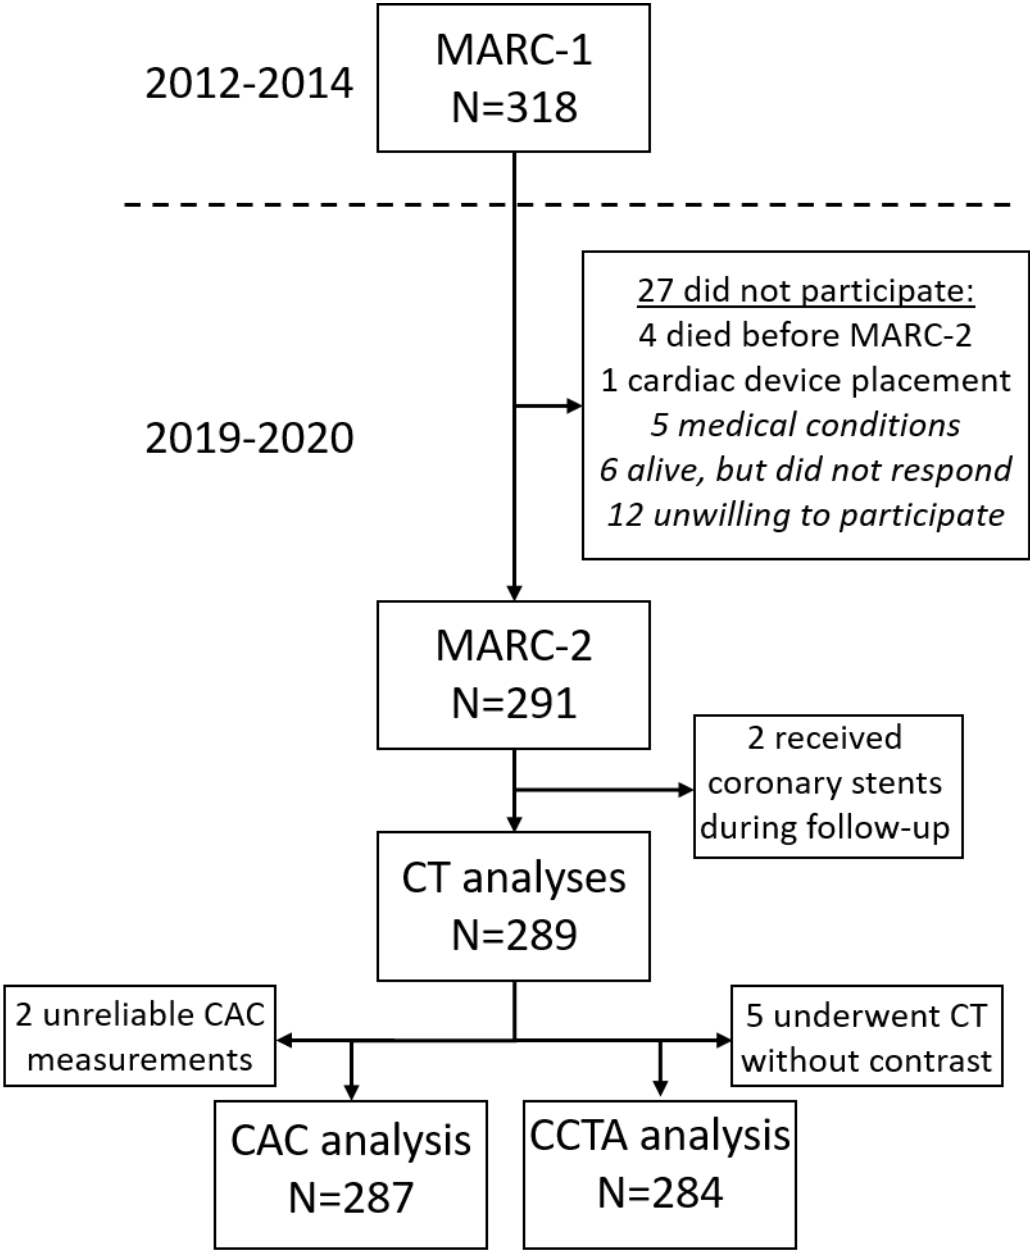 MARC-1
N=318
2012-2014
27 did not participate:
4 died before MARC-2
1 cardiac device placement
5 medical conditions
6 alive, but did not respond
12 unwilling to participate
2019-2020
MARC-2
N=291
2 received
coronary stents
during follow-up
CT analyses
N=289
2 unreliable CAC
measurements
5 underwent CT
without contrast
CAC analysis
N=287
CCTA analysis
N=284